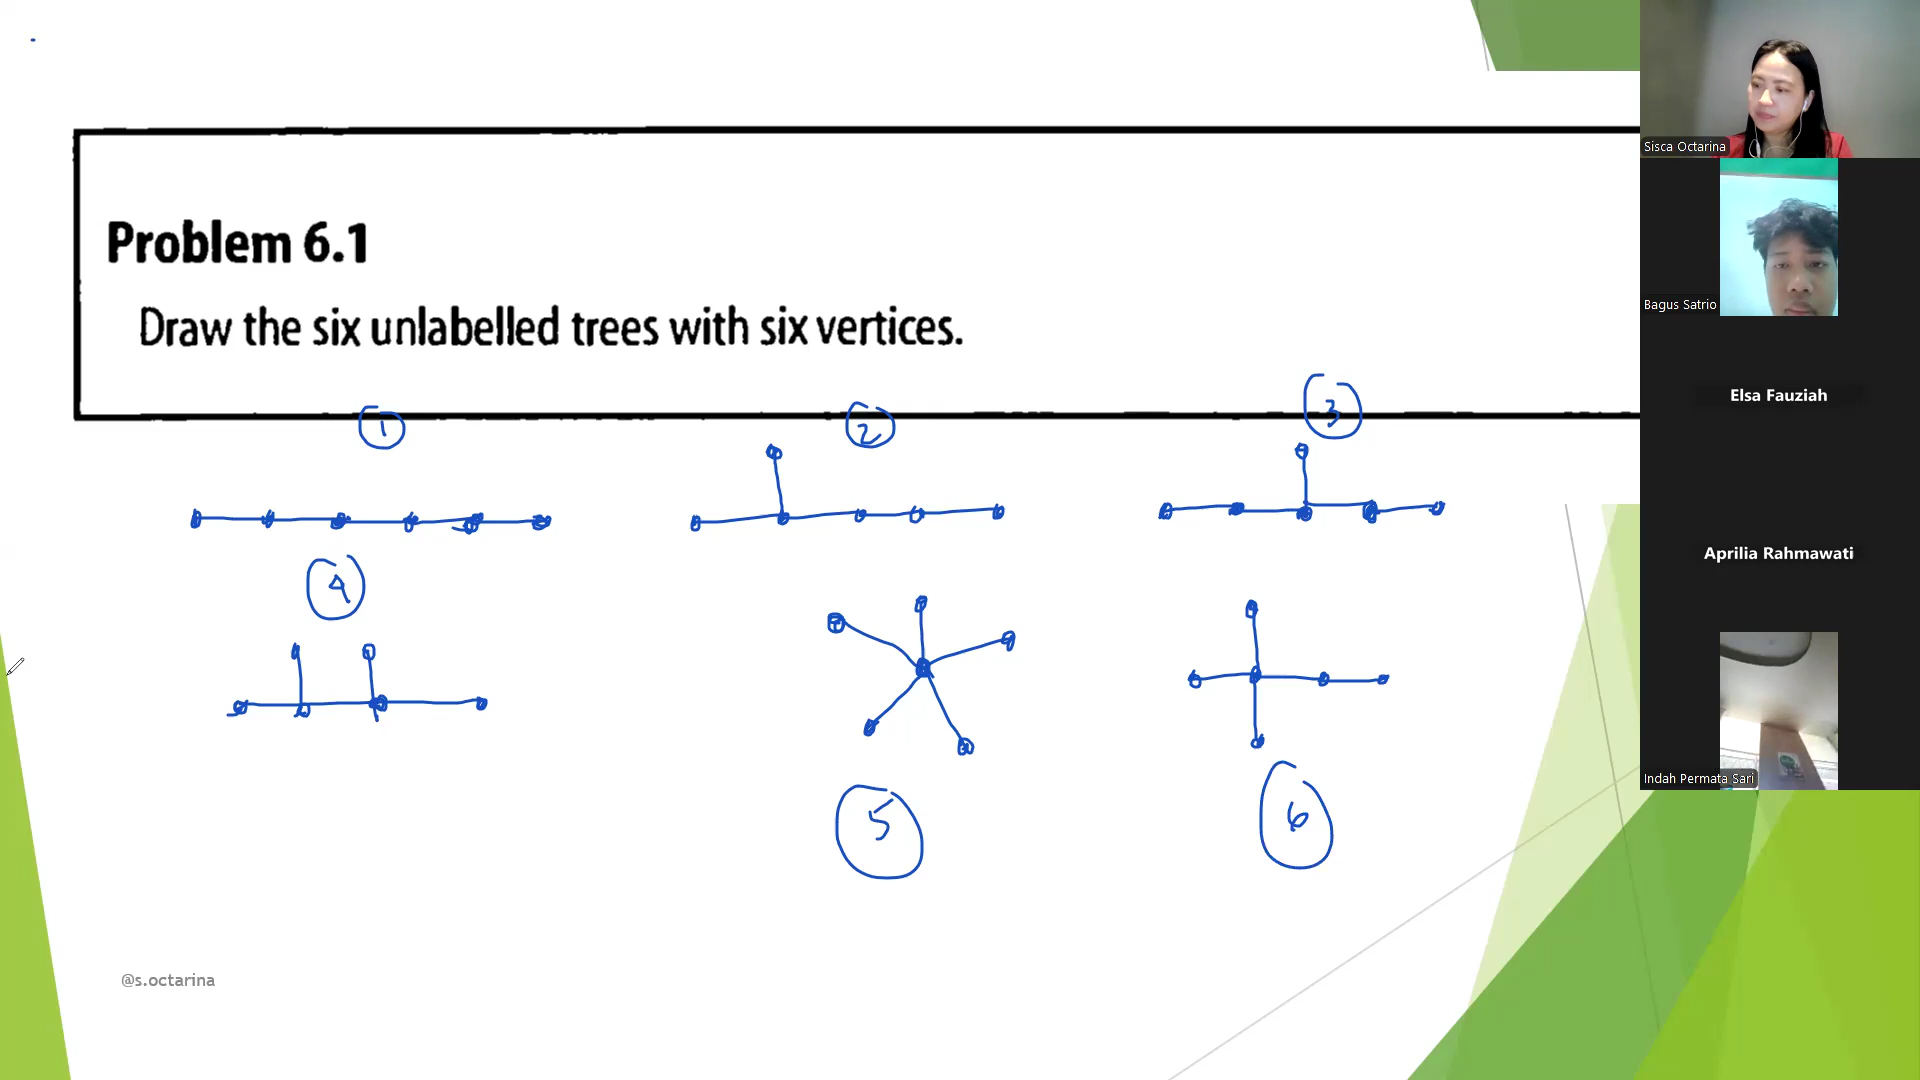 Problem 6.1
Draw the six unlabelled trees with six vertices.
1
2
3
4
5
6
@s.octarina
Sisca Octarina
Bagus Satrio
Elsa Fauziah
Aprilia Rahmawati
Indah Permata Sari